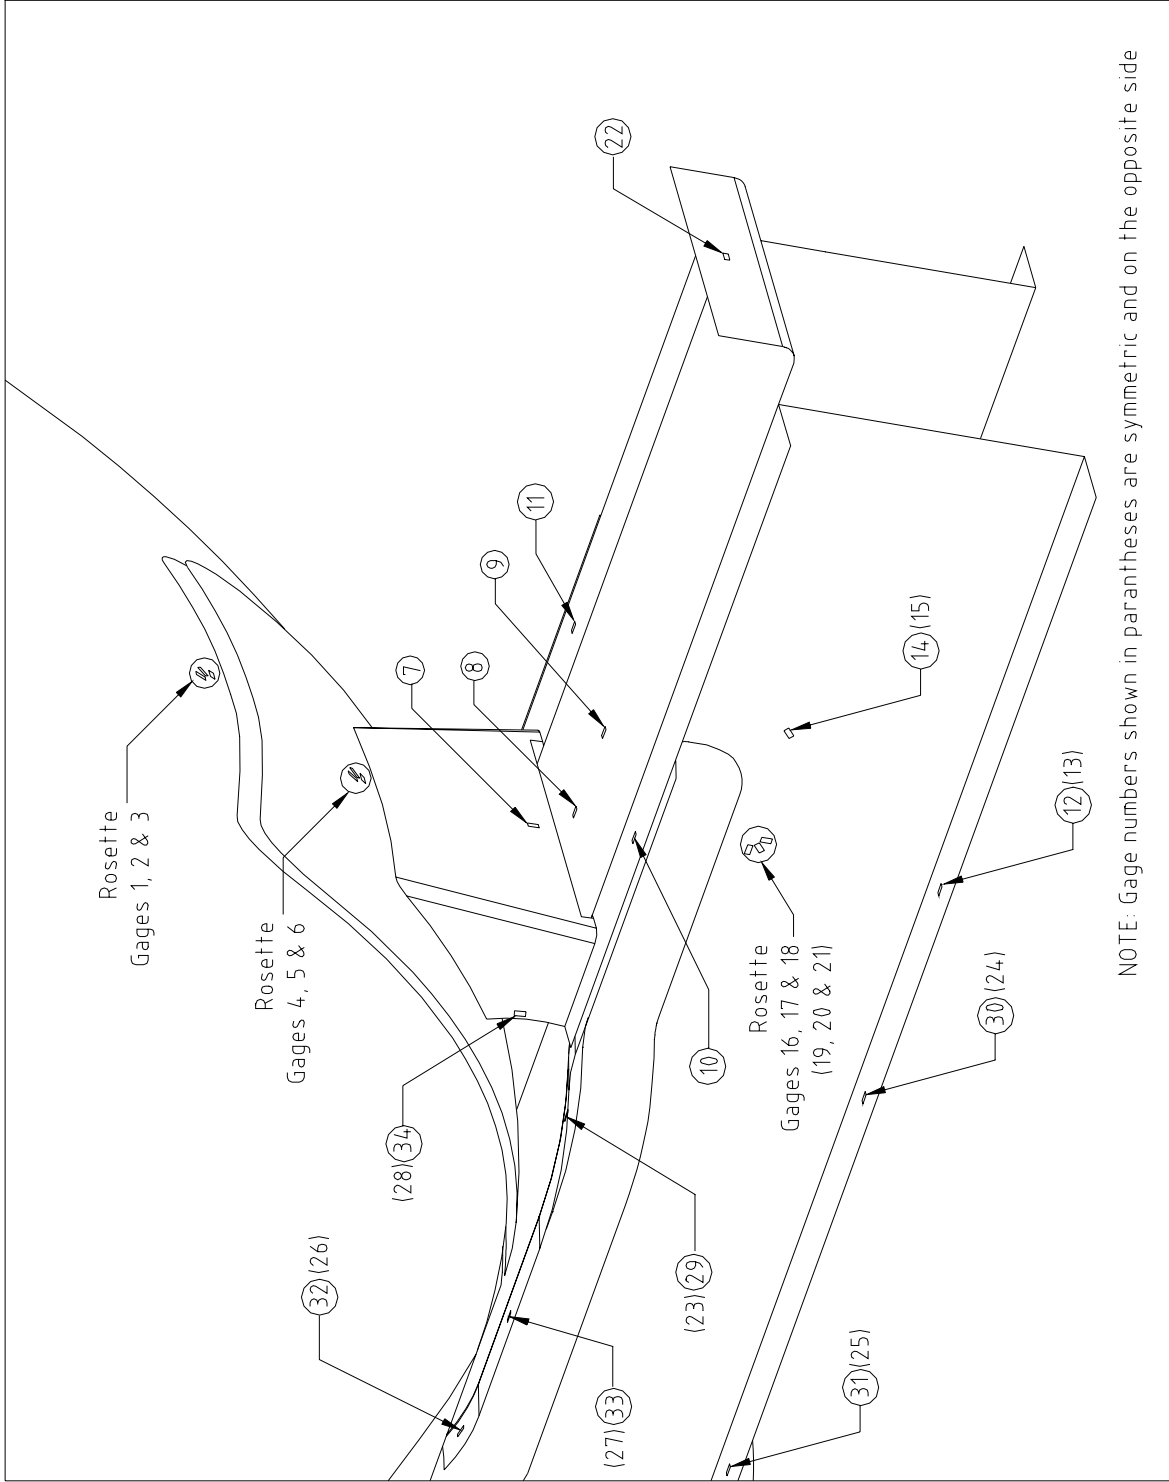 Rosette
Gages 1, 2 & 3
Rosette
Gages 4, 5 & 6
(28) 34
32 (26)
(27) 33
(23) 29
7
8
9
11
22
10
Rosette
Gages 16, 17 & 18
(19, 20 & 21)
14 (15)
12 (13)
30 (24)
31 (25)
NOTE: Gage numbers shown in parantheses are symmetric and on the opposite side